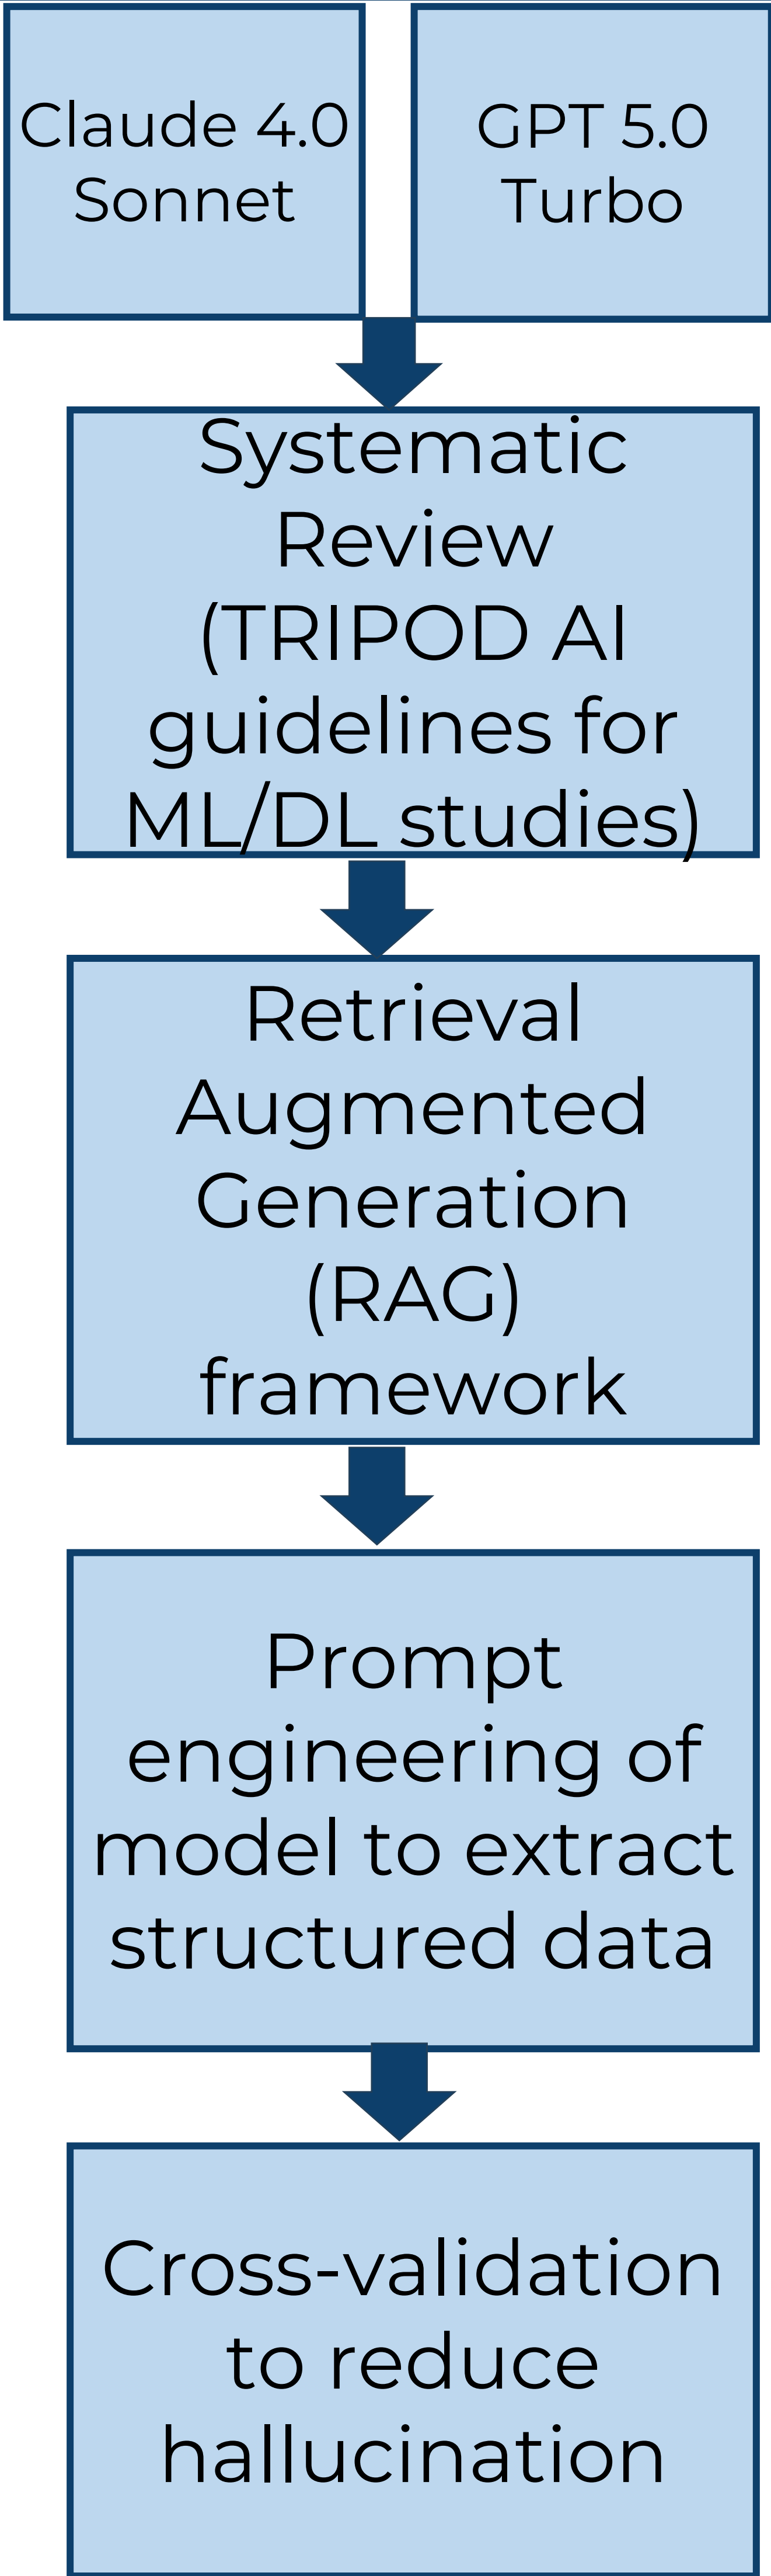 Claude 4.0
Sonnet
GPT 5.0
Turbo
Systematic
Review
(TRIPOD AI
guidelines for
ML/DL studies)
Retrieval
Augmented
Generation
(RAG)
framework
Prompt
engineering of
model to extract
structured data
Cross-validation
to reduce
hallucination